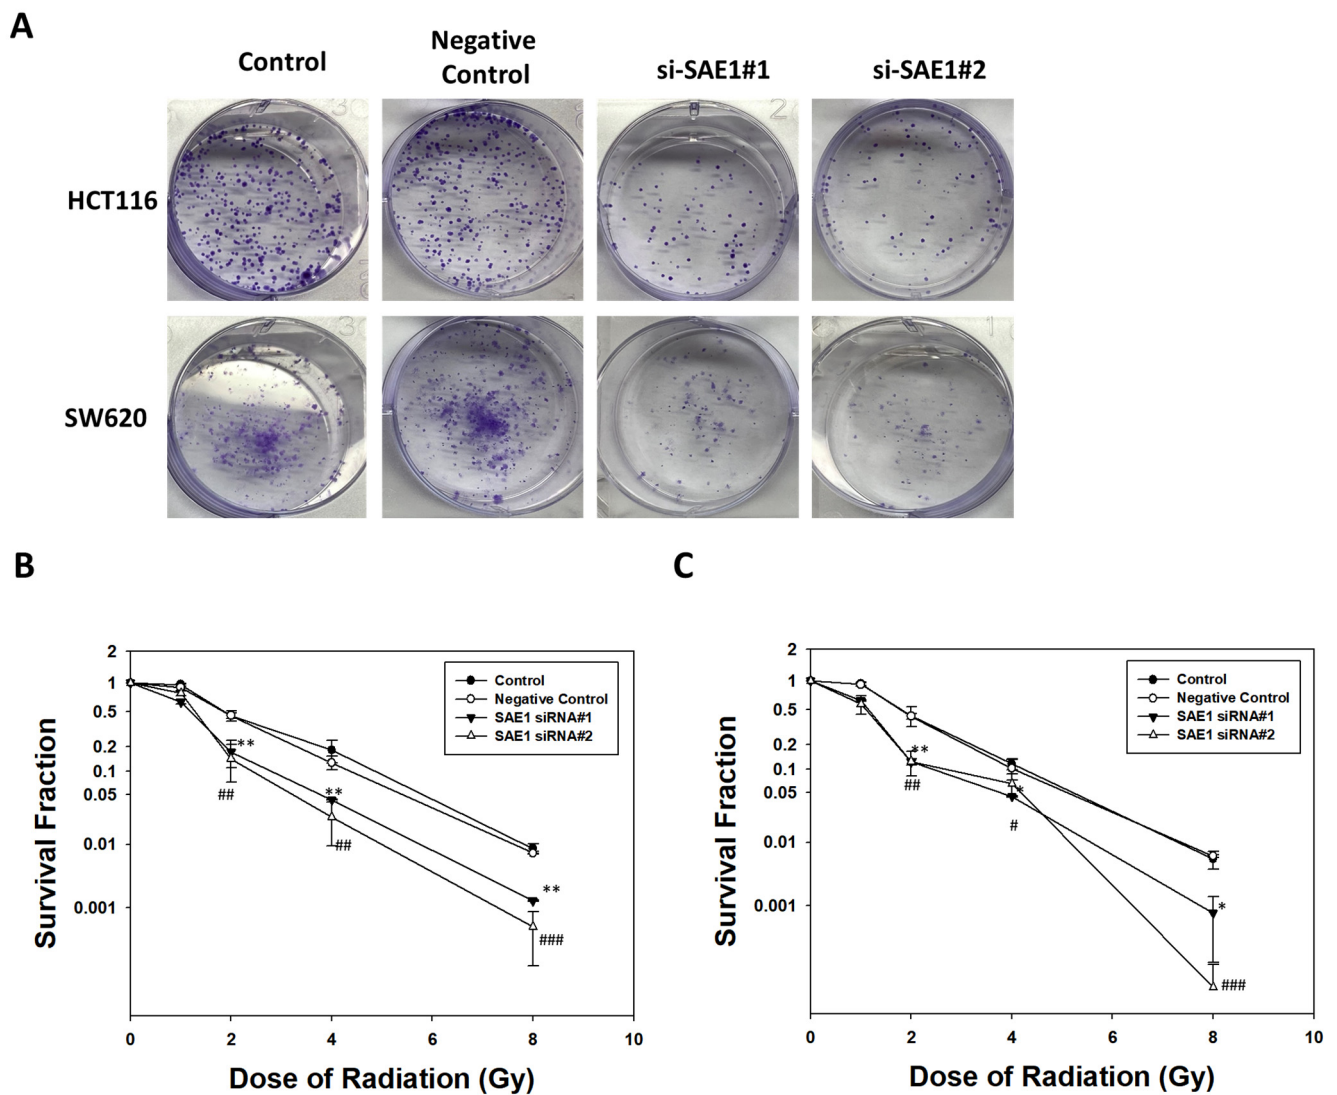 A
Control
Negative
Control
si-SAE1#1
si-SAE1#2
HCT116
SW620
B
C
2
1
0.5
0.2
0.1
0.05
0.01
0.001
Survival Fraction
Control
Negative Control
SAE1 siRNA#1
SAE1 siRNA#2
**
##
**
##
**
###
0
2
4
6
8
10
Dose of Radiation (Gy)
2
1
0.5
0.2
0.1
0.05
0.01
0.001
Survival Fraction
Control
Negative Control
SAE1 siRNA#1
SAE1 siRNA#2
**
##
*
#
*
###
0
2
4
6
8
10
Dose of Radiation (Gy)